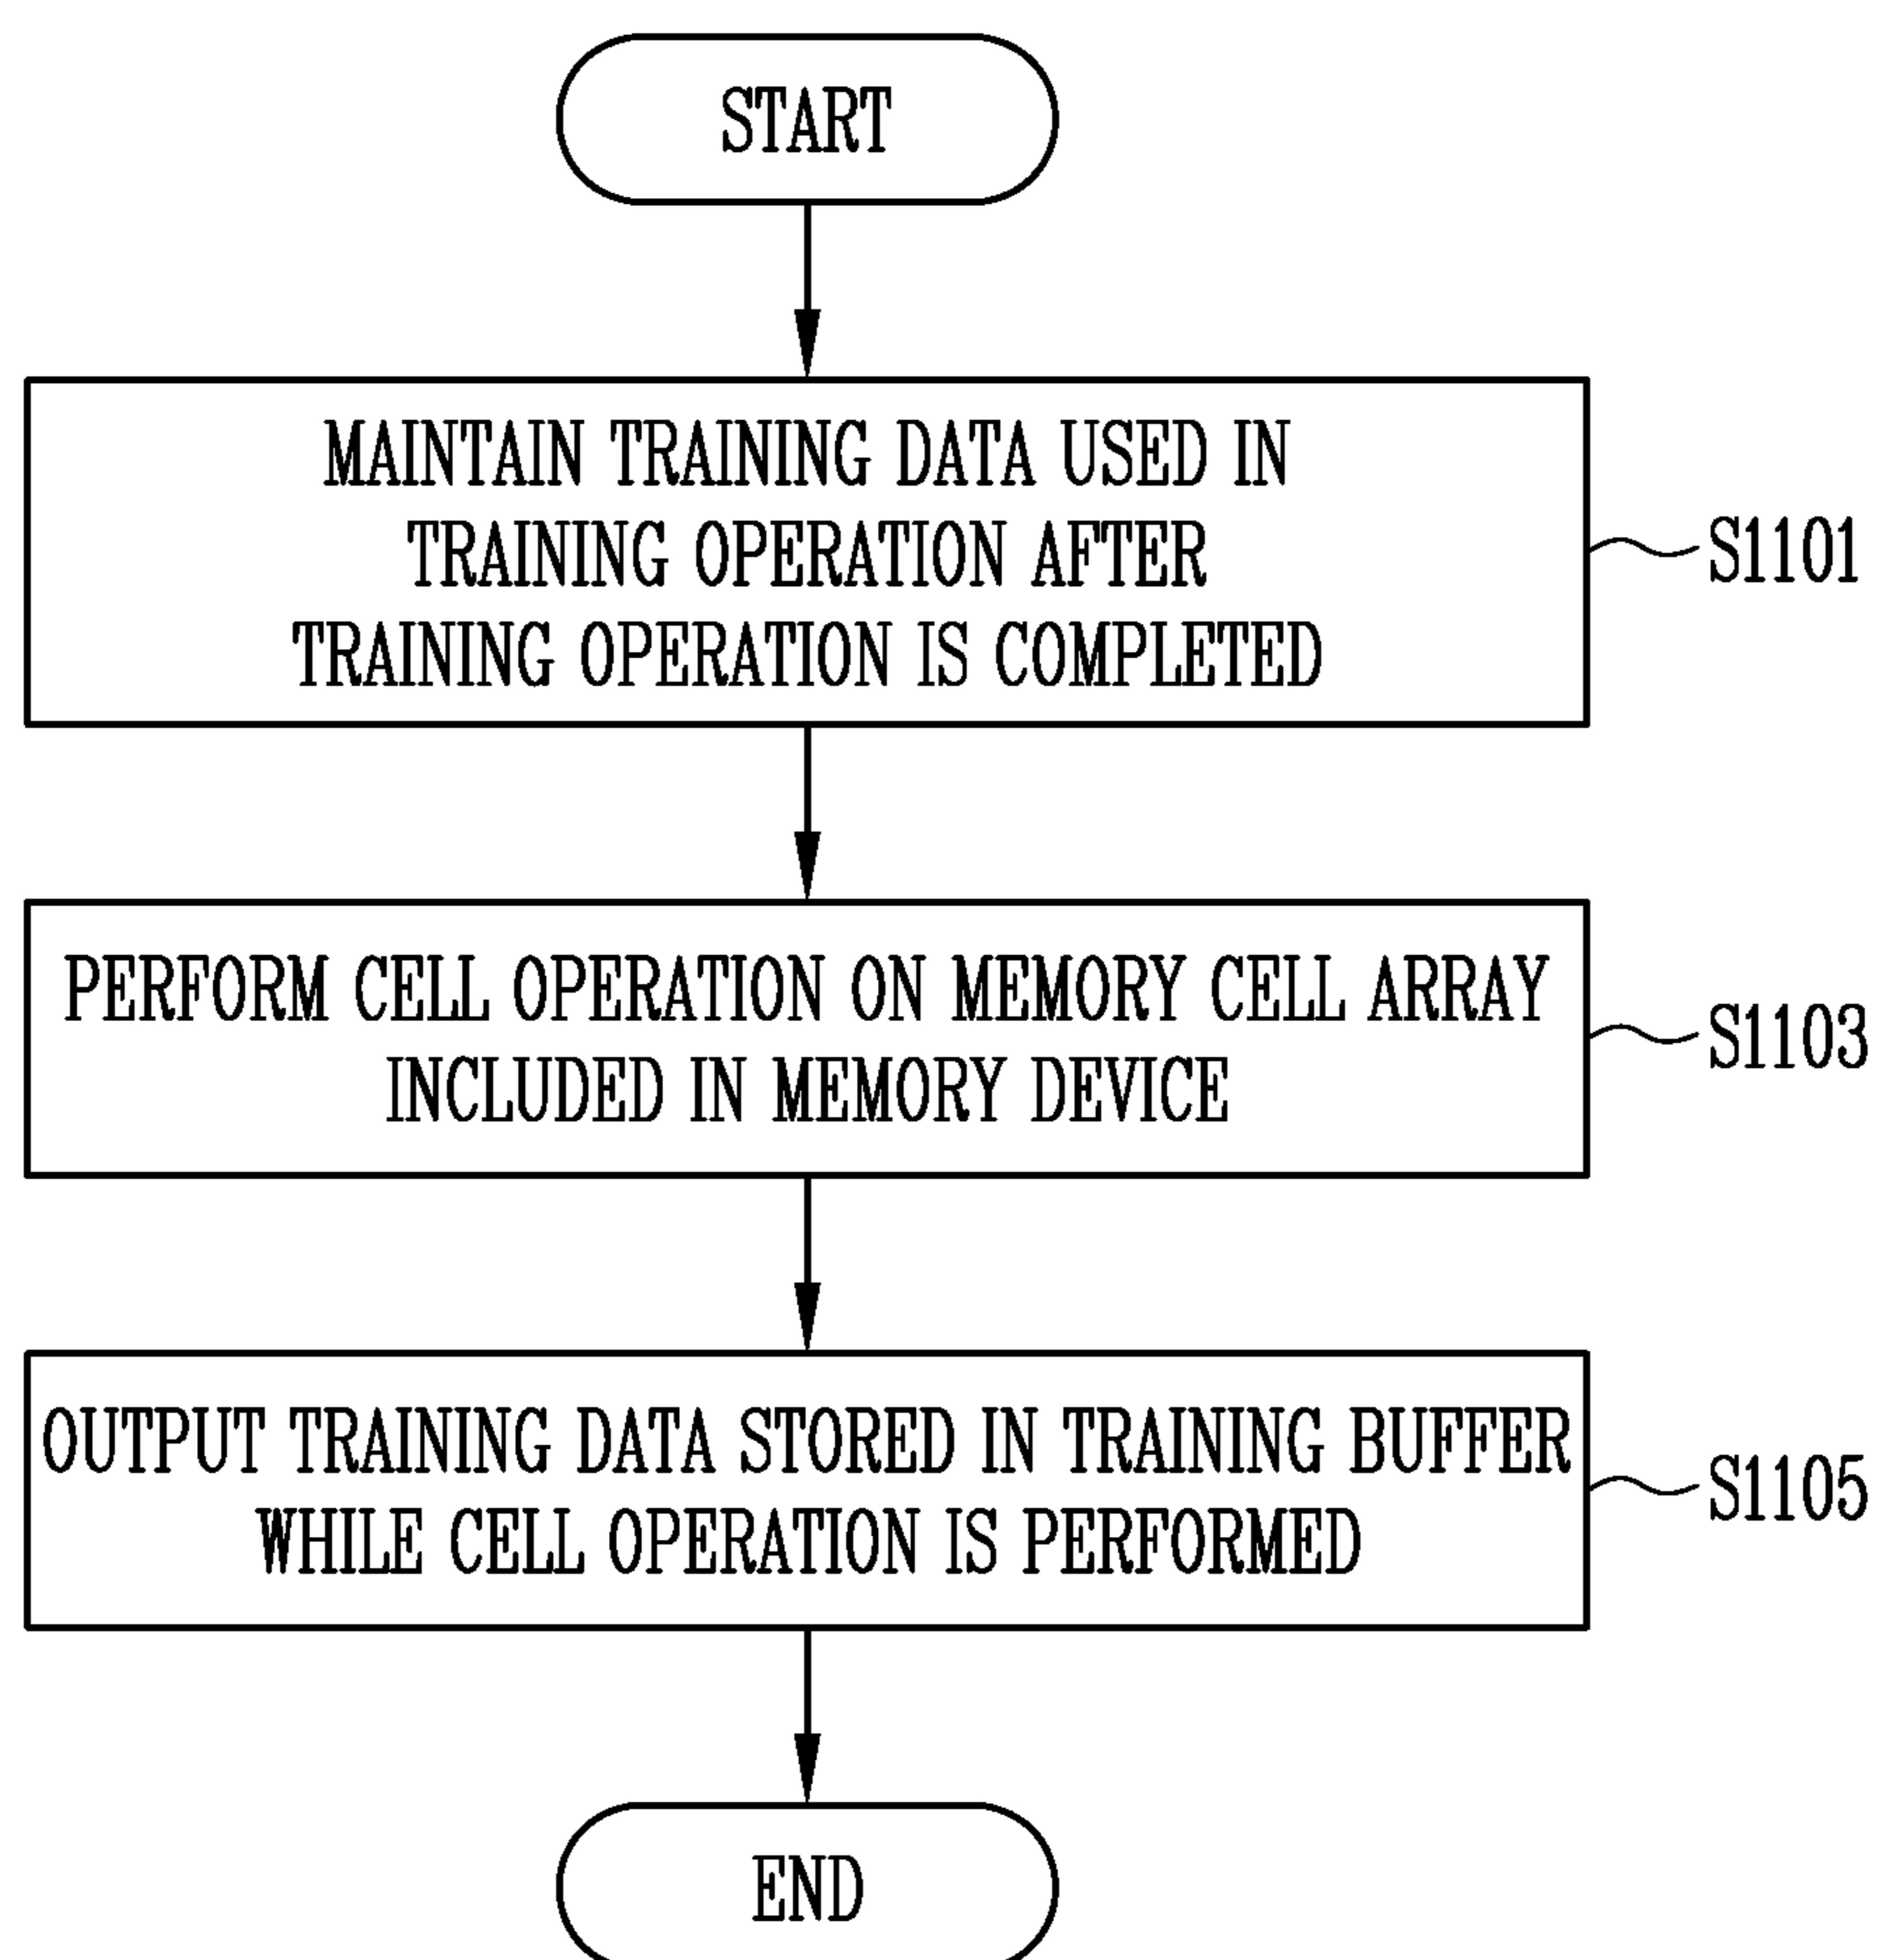 START
MAINTAIN TRAINING DATA USED IN
TRAINING OPERATION AFTER
TRAINING OPERATION IS COMPLETED
S1101
PERFORM CELL OPERATION ON MEMORY CELL ARRAY
INCLUDED IN MEMORY DEVICE
S1103
OUTPUT TRAINING DATA STORED IN TRAINING BUFFER
WHILE CELL OPERATION IS PERFORMED
S1105
END